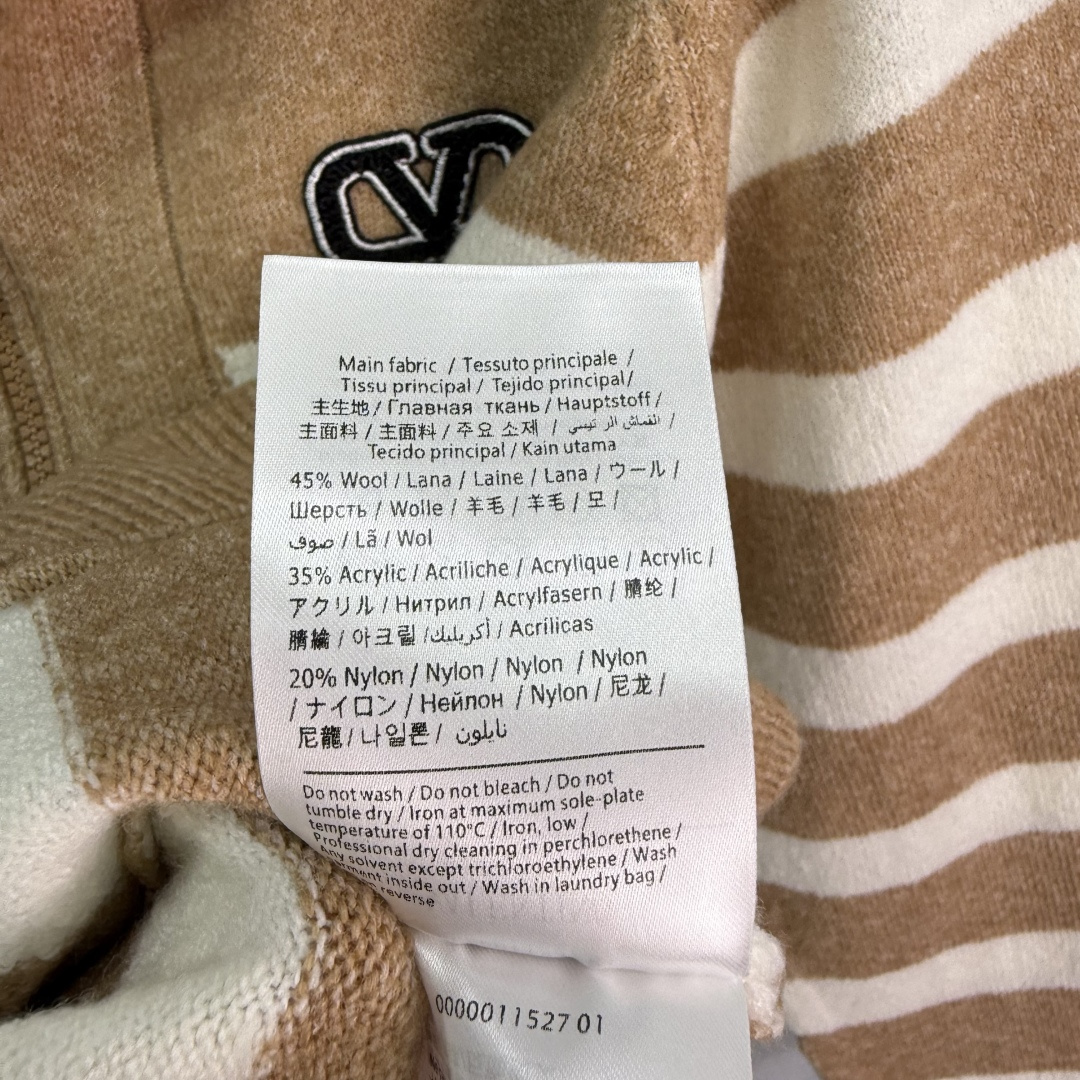 Main fabric / Tessuto principale /
Tissu principal / Tejido principal/
主生地 / Главная ткань / Hauptstoff /
主面料 / 主面料 / 주요 소재 / القماش الر ئيسي /
Tecido principal / Kain utama
45% Wool / Lana / Laine / Lana / ウール /
Шерсть / Wolle / 羊毛 / 羊毛 / 모 /
صوف / Lã / Wol
35% Acrylic / Acriliche / Acrylique / Acrylic /
アクリル / Нитрил / Acrylfasern / 腈纶 /
腈綸 / 아크릴 /أكريليك / Acrílicas
20% Nylon / Nylon / Nylon / Nylon
/ ナイロン / Нейлон / Nylon / 尼龙 /
尼龍 / 나일론 / نايلون
Do not wash / Do not bleach / Do not
tumble dry / Iron at maximum sole-plate
temperature of 110°C / Iron, low /
Professional dry cleaning in perchlorethene /
Any solvent except trichloroethylene / Wash
inside out / Wash in laundry bag /
reverse
0000011527 01